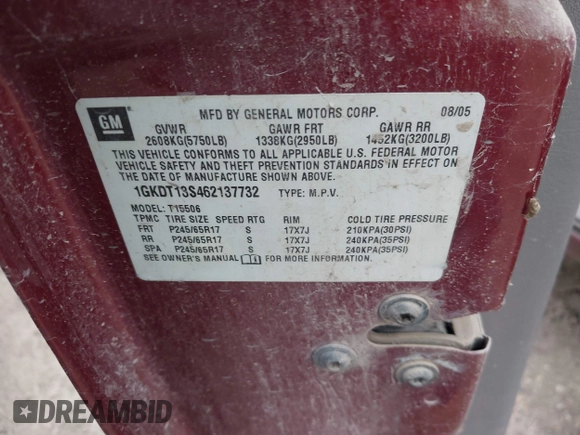 GM
MFD BY GENERAL MOTORS CORP. 08/05
GVWR GAWR FRT GAWR RR
2608KG(5750LB) 1338KG(2950LB) 1452KG(3200LB)
THIS VEHICLE CONFORMS TO ALL APPLICABLE U.S. FEDERAL MOTOR
VEHICLE SAFETY AND THEFT PREVENTION STANDARDS IN EFFECT ON
THE DATE OF MANUFACTURE SHOWN ABOVE.
1GKDT13S462137732 TYPE: M.P.V.
MODEL: T15506
TPMC TIRE SIZE SPEED RTG RIM COLD TIRE PRESSURE
FRT P245/65R17 S 17X7J 210KPA(30PSI)
RR P245/65R17 S 17X7J 240KPA(35PSI)
SPA P245/65R17 S 17X7J 240KPA(35PSI)
SEE OWNER'S MANUAL FOR MORE INFORMATION.
DREAMBID